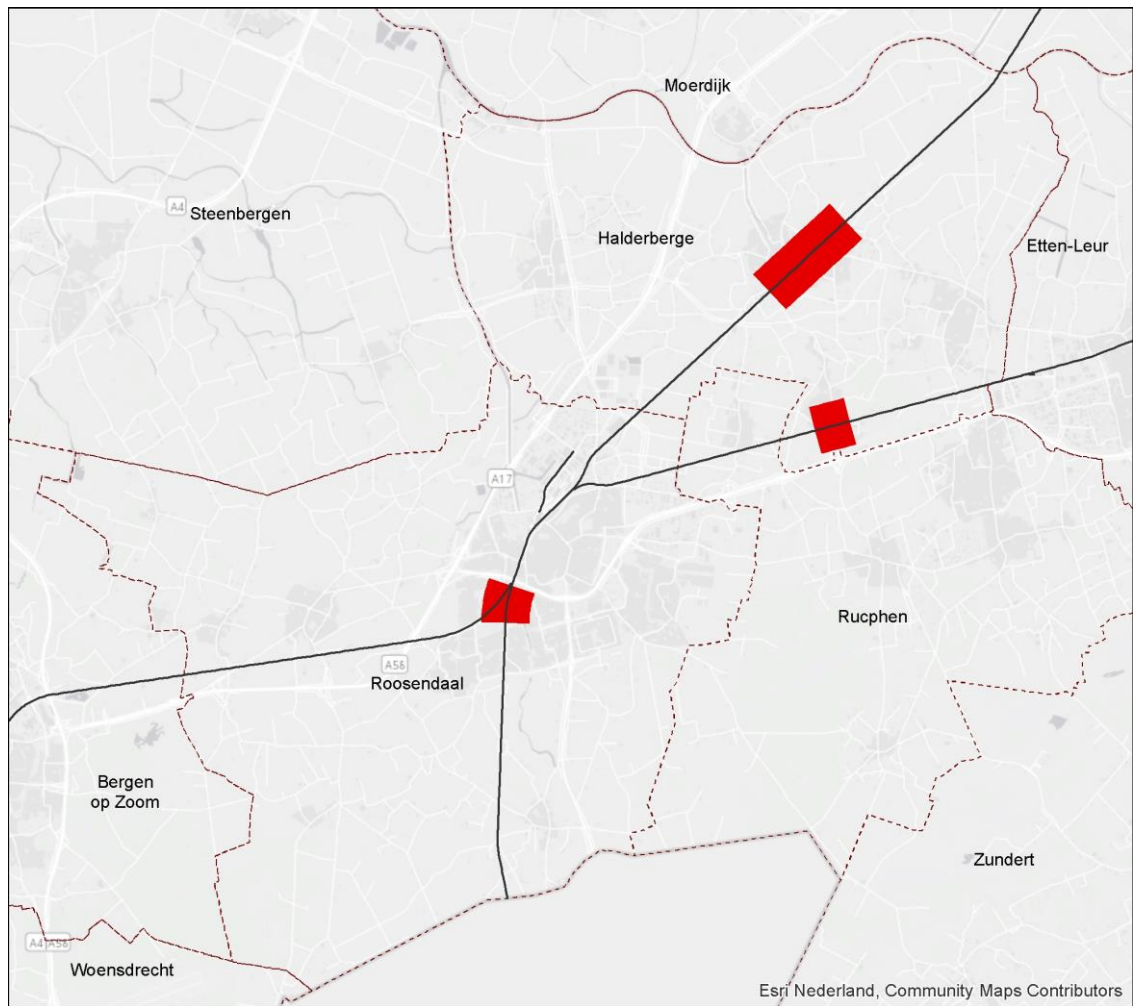 Moerdijk
A4
Steenbergen
Halderberge
Etten-Leur
A17
Rucphen
A58
Roosendaal
Bergen
op Zoom
Zundert
A4 A58
Woensdrecht
Esri Nederland, Community Maps Contributors